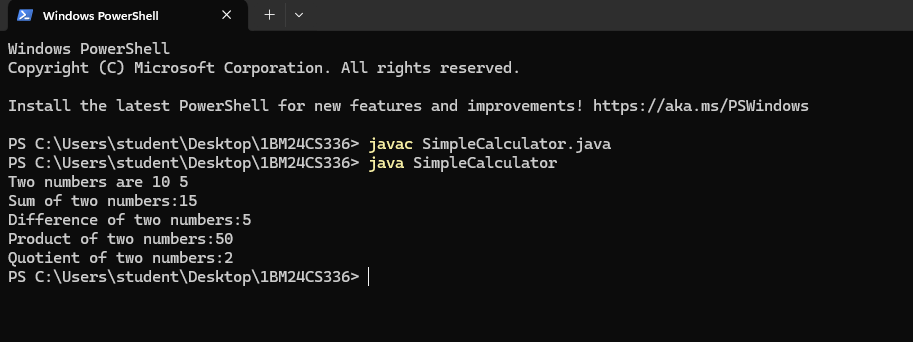 Windows PowerShell
Windows PowerShell
Copyright (C) Microsoft Corporation. All rights reserved.
Install the latest PowerShell for new features and improvements! https://aka.ms/PSWindows
PS C:\Users\student\Desktop\1BM24CS336> javac SimpleCalculator.java
PS C:\Users\student\Desktop\1BM24CS336> java SimpleCalculator
Two numbers are 10 5
Sum of two numbers:15
Difference of two numbers:5
Product of two numbers:50
Quotient of two numbers:2
PS C:\Users\student\Desktop\1BM24CS336>